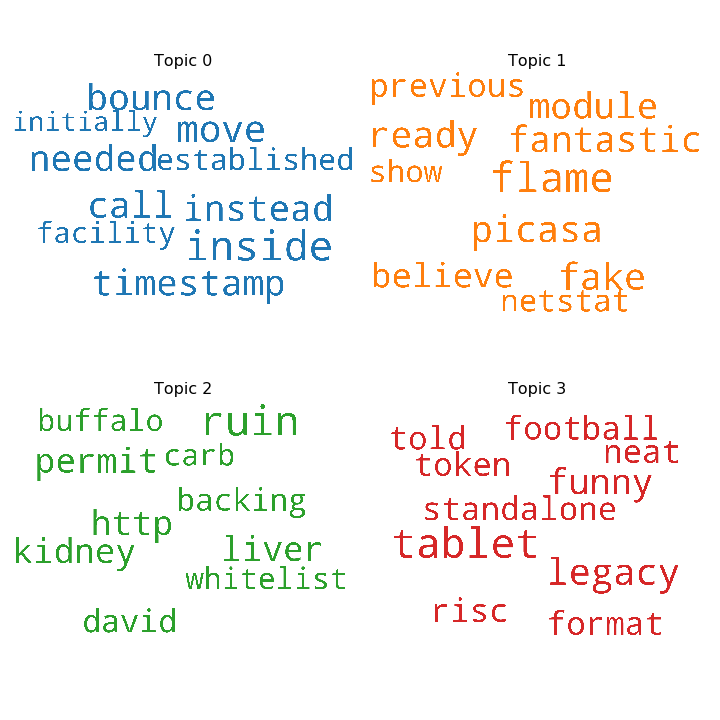 Topic 0
bounce
initially
move
needed
established
call
instead
facility
inside
timestamp
Topic 1
previous
module
ready
fantastic
show
flame
picasa
believe
fake
netstat
Topic 2
buffalo
ruin
permit
carb
backing
http
kidney
liver
whitelist
david
Topic 3
told
football
token
neat
funny
standalone
tablet
legacy
risc
format